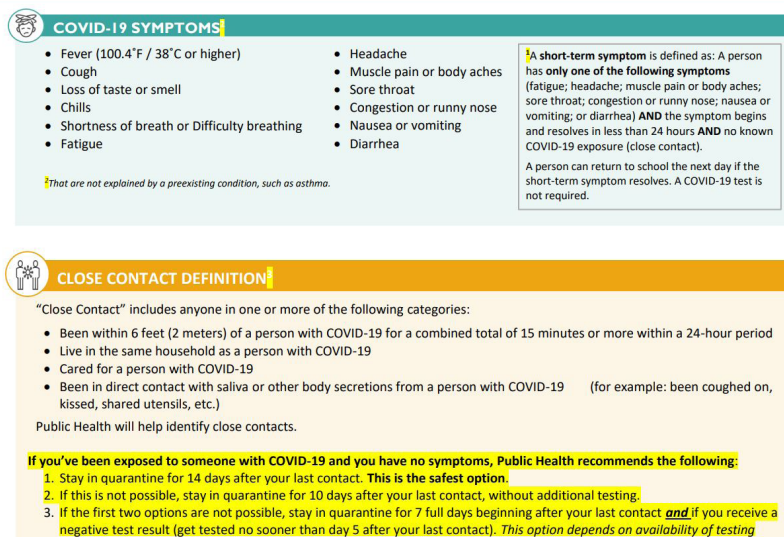 COVID-19 SYMPTOMS
• Fever (100.4˚F / 38˚C or higher)
• Cough
• Loss of taste or smell
• Chills
• Shortness of breath or Difficulty breathing
• Fatigue
• Headache
• Muscle pain or body aches
• Sore throat
• Congestion or runny nose
• Nausea or vomiting
• Diarrhea
²That are not explained by a preexisting condition, such as asthma.
¹A short-term symptom is defined as: A person
has only one of the following symptoms
(fatigue; headache; muscle pain or body aches;
sore throat; congestion or runny nose; nausea or
vomiting; or diarrhea) AND the symptom begins
and resolves in less than 24 hours AND no known
COVID-19 exposure (close contact).
A person can return to school the next day if the
short-term symptom resolves. A COVID-19 test is
not required.
CLOSE CONTACT DEFINITION
"Close Contact" includes anyone in one or more of the following categories:
• Been within 6 feet (2 meters) of a person with COVID-19 for a combined total of 15 minutes or more within a 24-hour period
• Live in the same household as a person with COVID-19
• Cared for a person with COVID-19
• Been in direct contact with saliva or other body secretions from a person with COVID-19 (for example: been coughed on,
kissed, shared utensils, etc.)
Public Health will help identify close contacts.
If you've been exposed to someone with COVID-19 and you have no symptoms, Public Health recommends the following:
1. Stay in quarantine for 14 days after your last contact. This is the safest option.
2. If this is not possible, stay in quarantine for 10 days after your last contact, without additional testing.
3. If the first two options are not possible, stay in quarantine for 7 full days beginning after your last contact and if you receive a
negative test result (get tested no sooner than day 5 after your last contact). This option depends on availability of testing